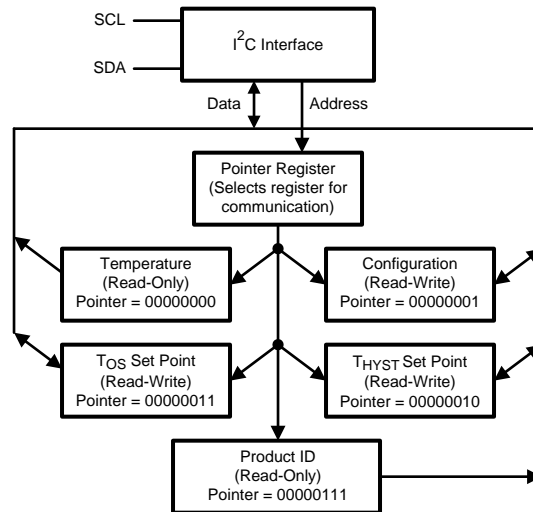 SCL
SDA
I²C Interface
Data
Address
Pointer Register
(Selects register for
communication)
Temperature
(Read-Only)
Pointer = 00000000
Configuration
(Read-Write)
Pointer = 00000001
TOS Set Point
(Read-Write)
Pointer = 00000011
THYST Set Point
(Read-Write)
Pointer = 00000010
Product ID
(Read-Only)
Pointer = 00000111